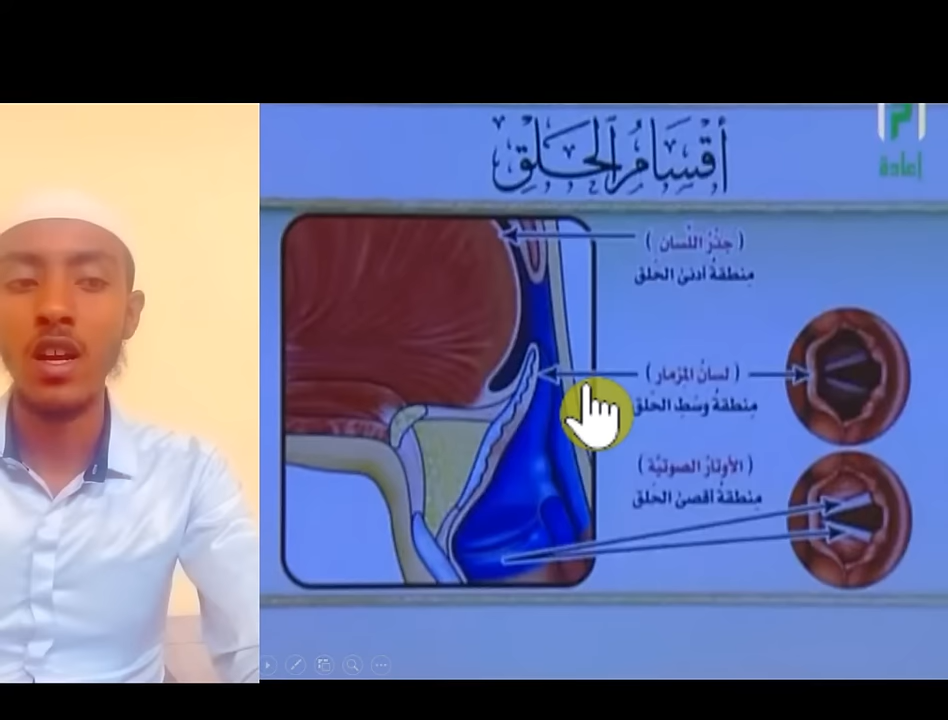 أقسام الحلق
إعادة
( جذر اللسان )
منطقة أدنى الحلق
( لسان المزمار )
منطقة وسط الحلق
( الأوتار الصوتية )
منطقة أقصى الحلق